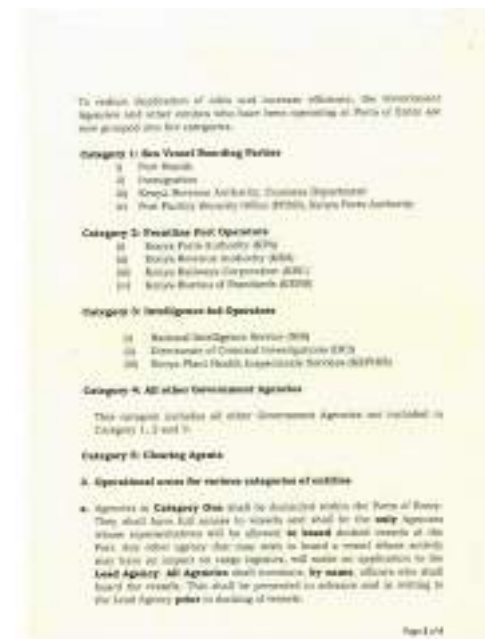 To reduce duplication of roles and increase efficiency, the Government
Agencies and other entities who have been operating at Ports of Entry are
now grouped into five categories.
Category 1: Sea Vessel Boarding Parties
i) Port Health
ii) Immigration
iii) Kenya Revenue Authority, Customs Department
iv) Port Facility Security Office (PFSO), Kenya Ports Authority
Category 2: Frontline Port Operators
i) Kenya Ports Authority (KPA)
ii) Kenya Revenue Authority (KRA)
iii) Kenya Railways Corporation (KRC)
iv) Kenya Bureau of Standards (KEBS)
Category 3: Intelligence-led Operators
i) National Intelligence Service (NIS)
ii) Directorate of Criminal Investigations (DCI)
iii) Kenya Plant Health Inspectorate Services (KEPHIS)
Category 4: All other Government Agencies
This category includes all other Government Agencies not included in
Category 1, 2 and 3.
Category 5: Clearing Agents
Operational areas for various categories of entities
a. Agencies in Category One shall be domiciled within the Ports of Entry.
They shall have full access to vessels and shall be the only Agencies
whose representatives will be allowed to board docked vessels at the
Port. Any other agency that may wish to board a vessel whose activity
may have an impact on cargo logistics, will make an application to the
Lead Agency. All Agencies shall nominate, by name, officers who shall
board the vessels. This shall be presented in advance and in writing to
the Lead Agency prior to docking of vessels.
Page of